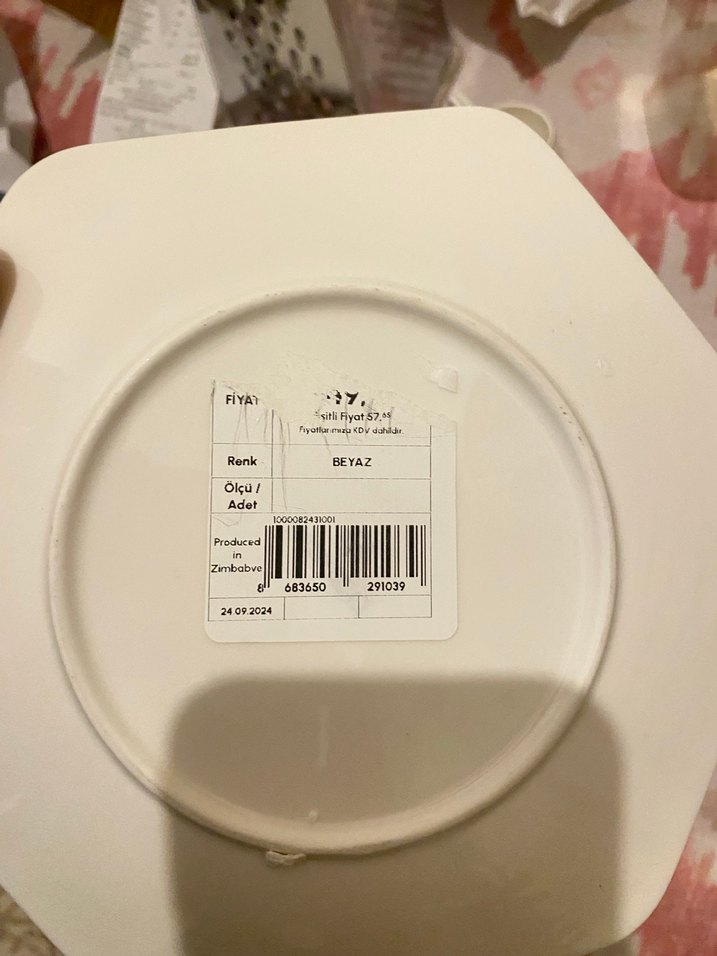 FİYAT
Fiyat 57.65
Fiyatlarımıza KDV dahildir.
Renk BEYAZ
Ölçü /
Adet
1000082431001
Produced
in
Zimbabve
8 683650 291039
24.09.2024